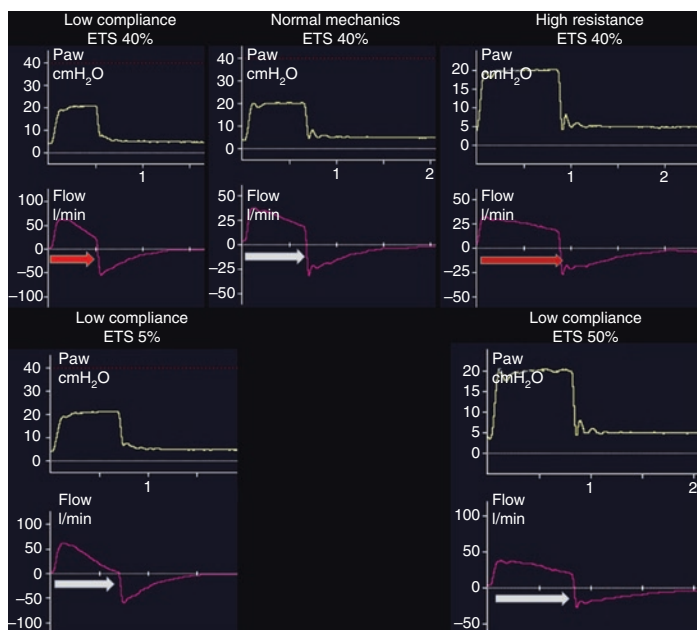 Low compliance
ETS 40%
Paw
cmH₂O
40
30
20
10
0
1
Flow
l/min
100
50
0
–50
–100
Normal mechanics
ETS 40%
Paw
cmH₂O
40
30
20
10
0
1
2
Flow
l/min
50
25
0
–25
–50
High resistance
ETS 40%
Paw
cmH₂O
20
15
10
5
0
1
2
Flow
l/min
50
25
0
–25
–50
Low compliance
ETS 5%
Paw
cmH₂O
40
30
20
10
0
1
Flow
l/min
100
50
0
–50
–100
Low compliance
ETS 50%
Paw
cmH₂O
20
15
10
5
0
1
2
Flow
l/min
100
50
0
–50